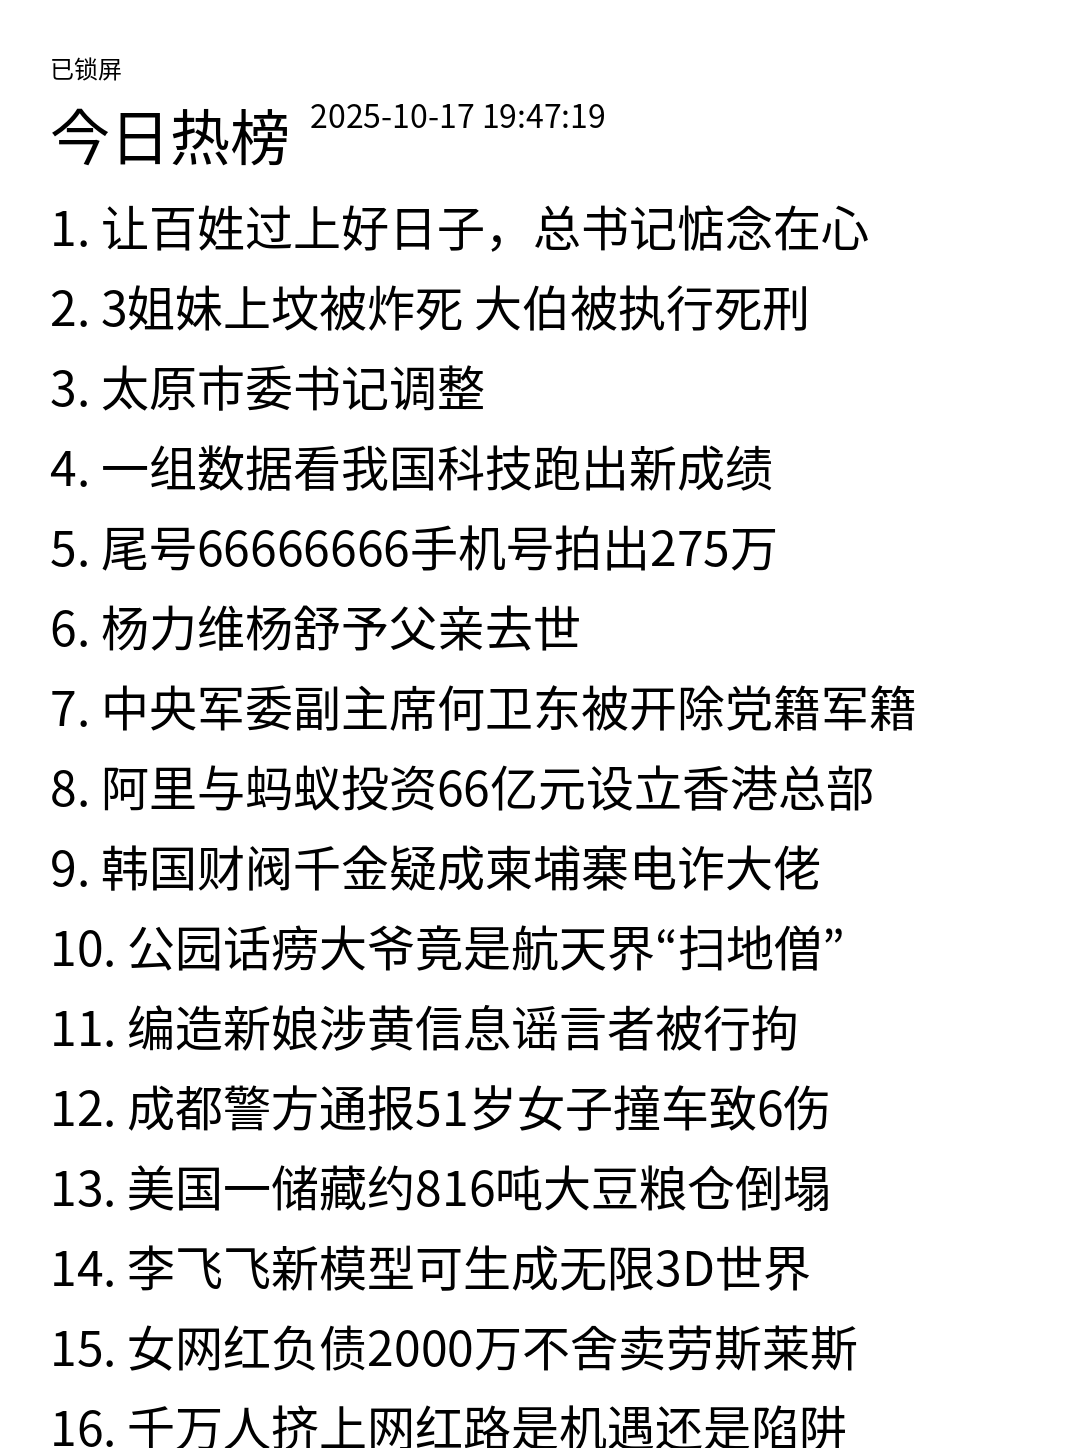 已锁屏
今日热榜 2025-10-17 19:47:19
1. 让百姓过上好日子，总书记惦念在心
2. 3姐妹上坟被炸死 大伯被执行死刑
3. 太原市委书记调整
4. 一组数据看我国科技跑出新成绩
5. 尾号66666666手机号拍出275万
6. 杨力维杨舒予父亲去世
7. 中央军委副主席何卫东被开除党籍军籍
8. 阿里与蚂蚁投资66亿元设立香港总部
9. 韩国财阀千金疑成柬埔寨电诈大佬
10. 公园话痨大爷竟是航天界“扫地僧”
11. 编造新娘涉黄信息谣言者被行拘
12. 成都警方通报51岁女子撞车致6伤
13. 美国一储藏约816吨大豆粮仓倒塌
14. 李飞飞新模型可生成无限3D世界
15. 女网红负债2000万不舍卖劳斯莱斯
16. 千万人挤上网红路是机遇还是陷阱